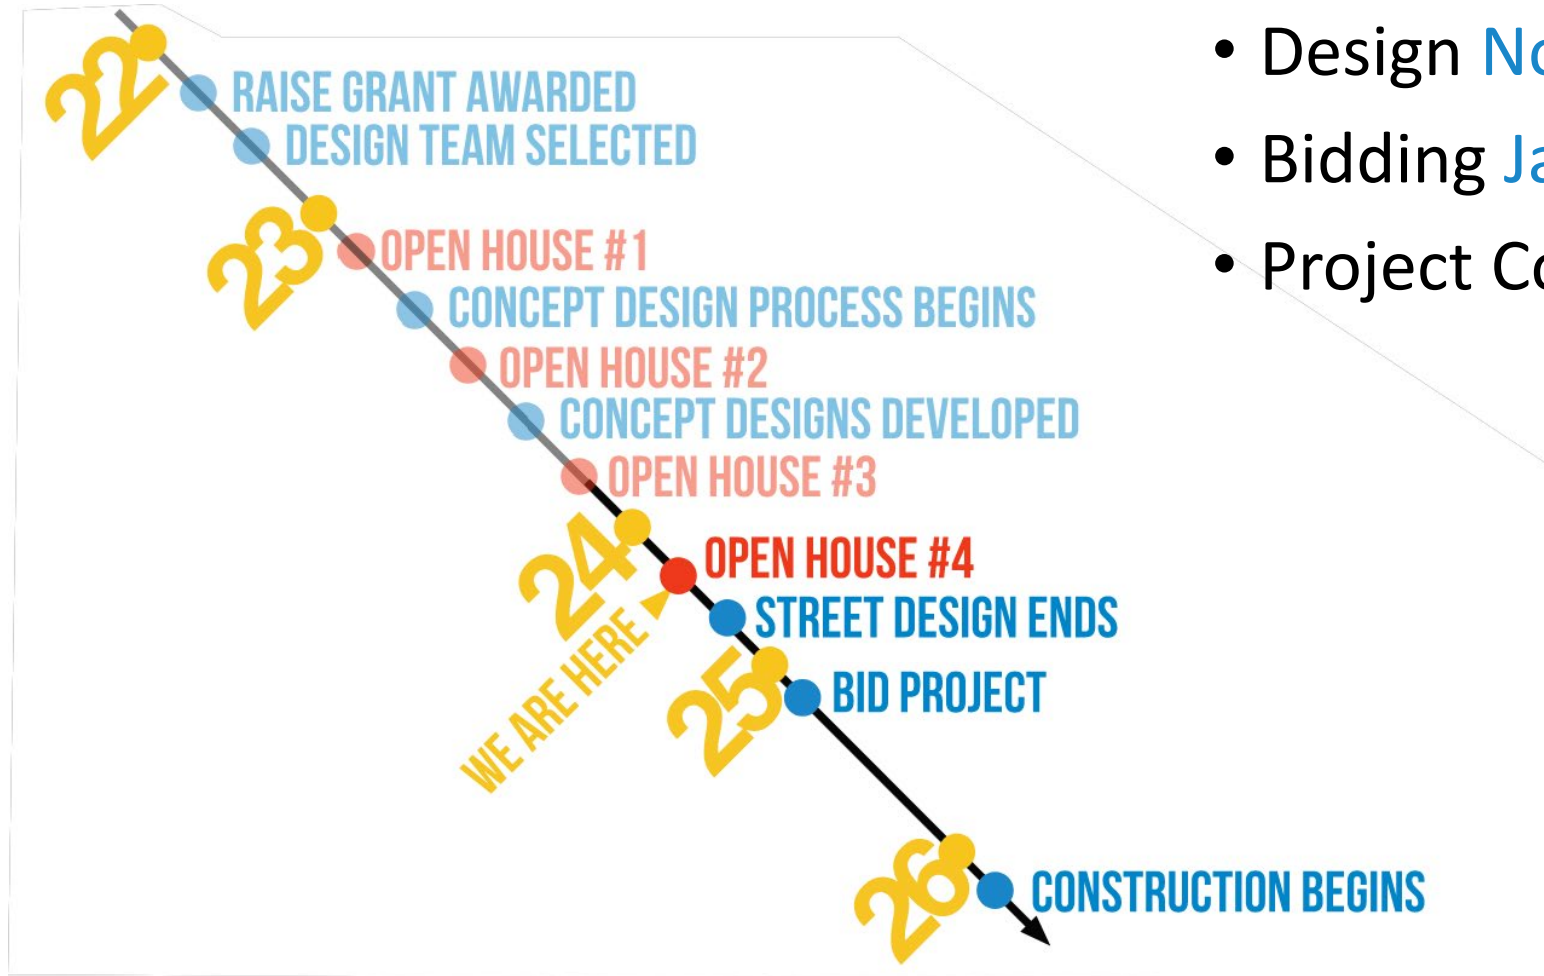 22
RAISE GRANT AWARDED
DESIGN TEAM SELECTED
23
OPEN HOUSE #1
CONCEPT DESIGN PROCESS BEGINS
OPEN HOUSE #2
CONCEPT DESIGNS DEVELOPED
OPEN HOUSE #3
24
OPEN HOUSE #4
STREET DESIGN ENDS
WE ARE HERE
25
BID PROJECT
26
CONSTRUCTION BEGINS
• Design
• Bidding
• Project